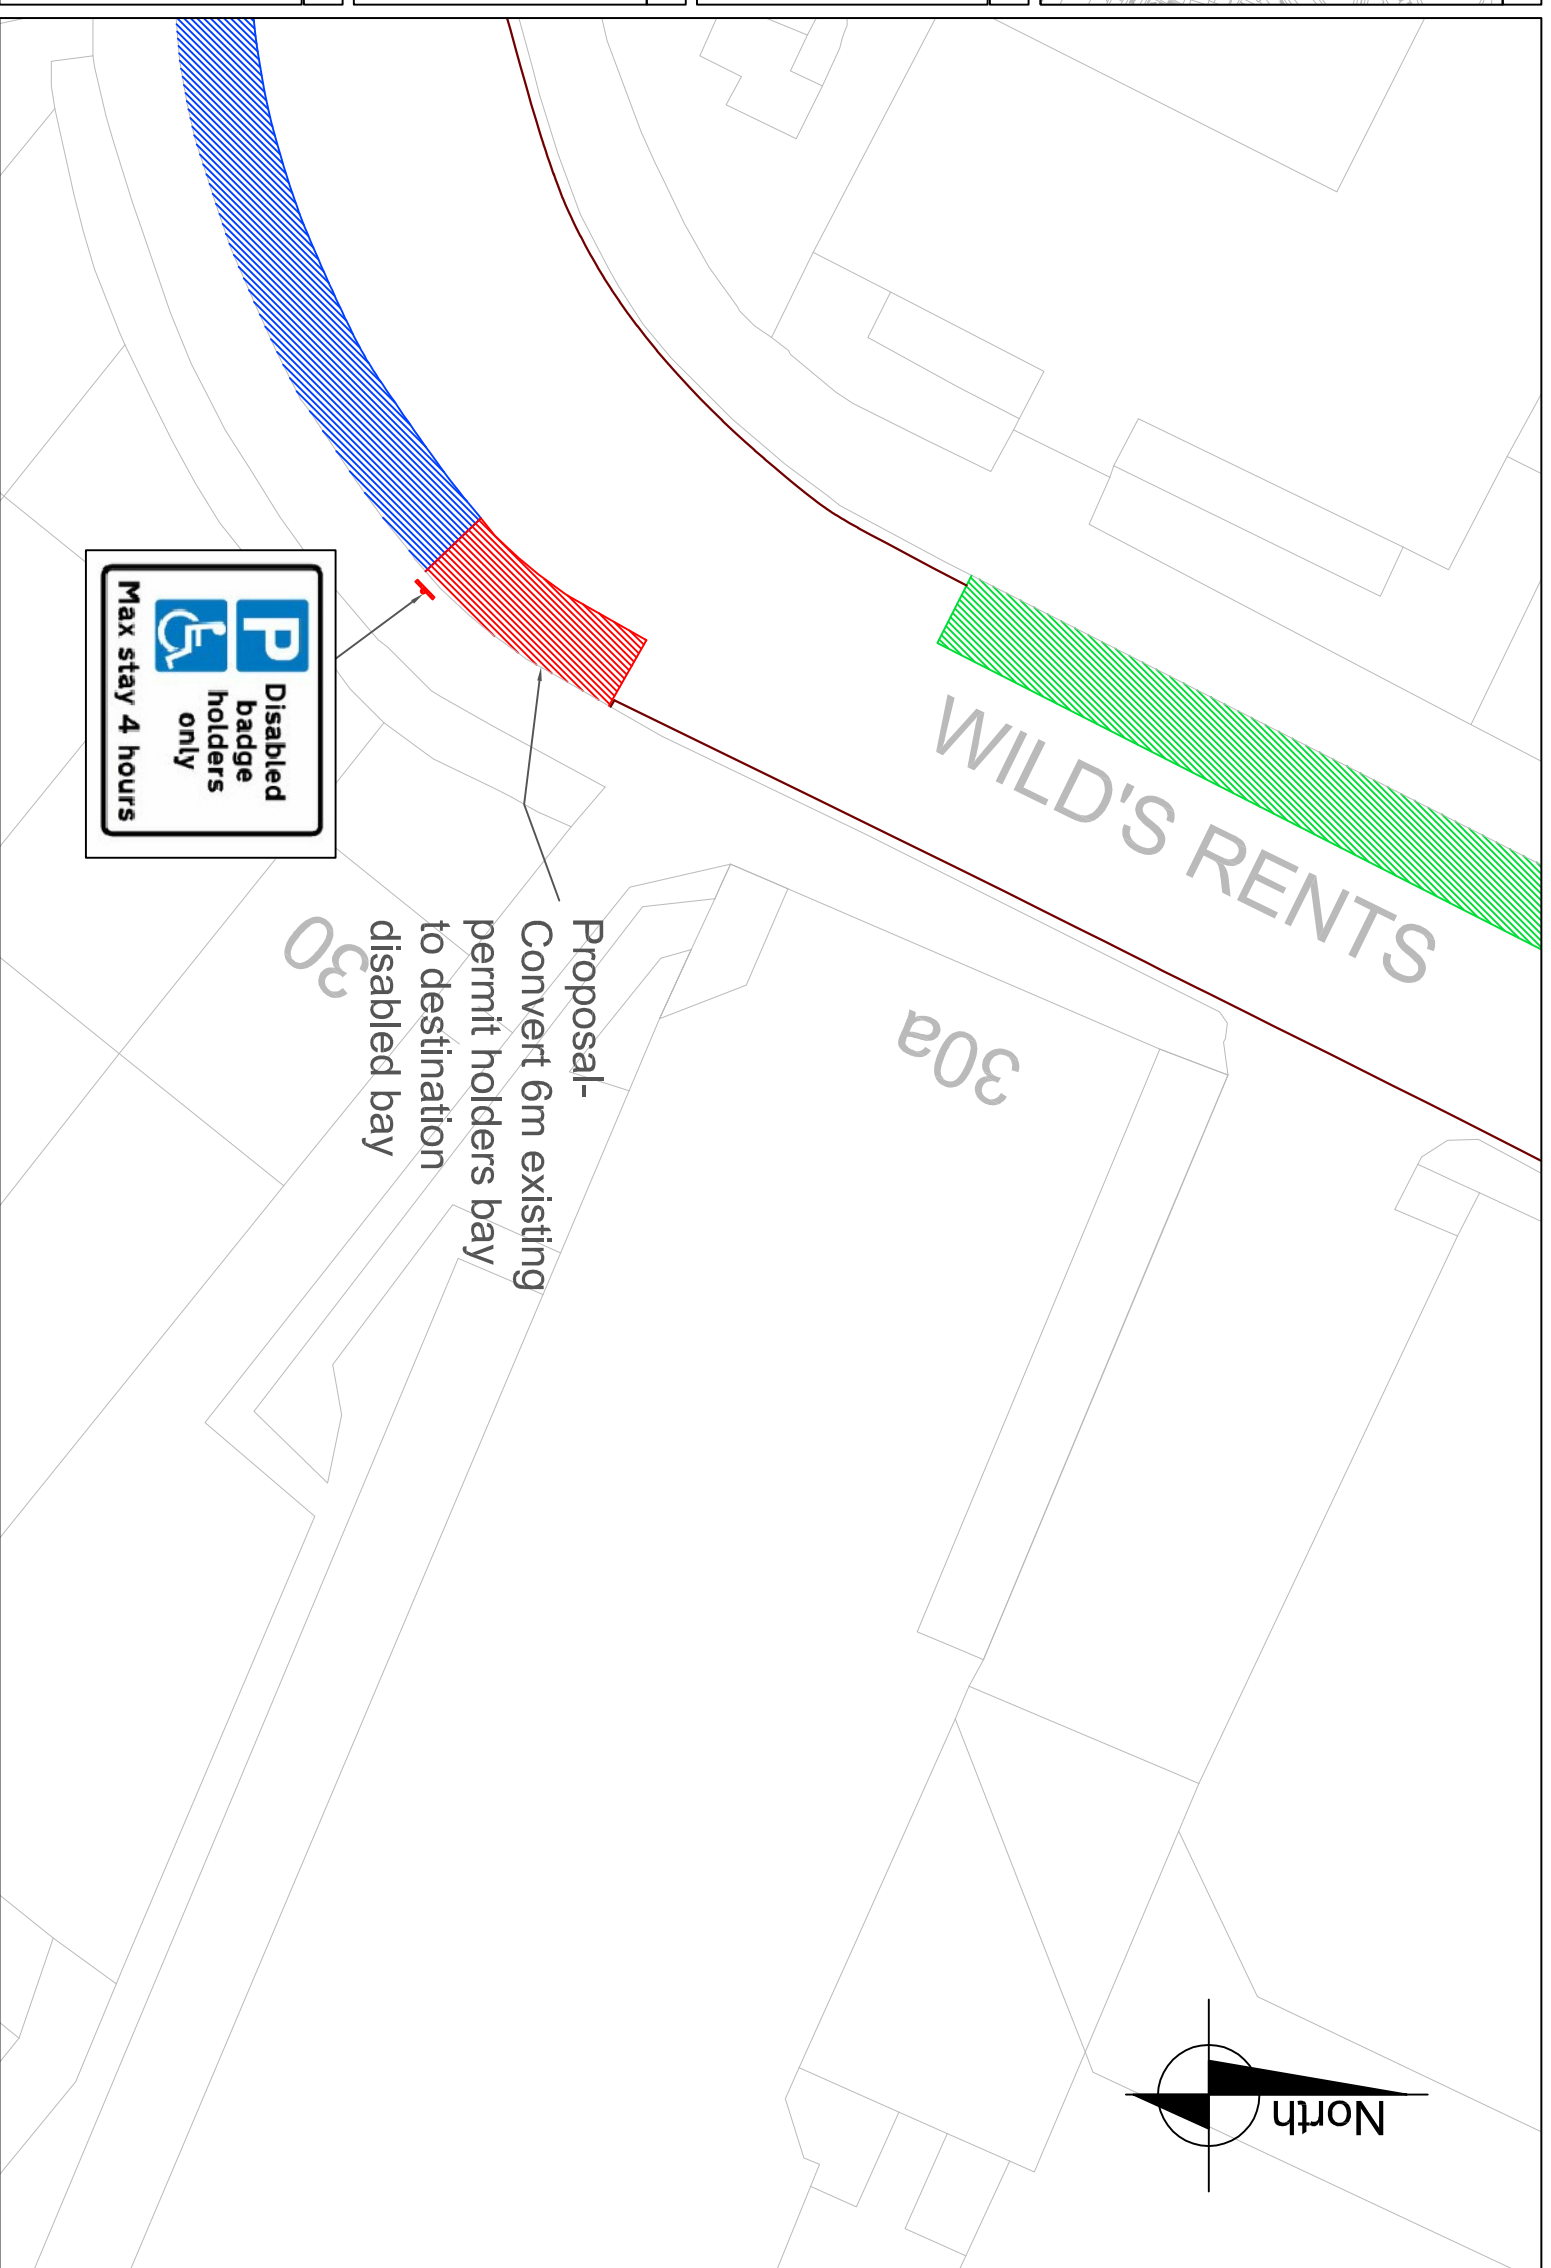 WILD'S RENTS
30a
30
Proposal-
Convert 6m existing
permit holders bay
to destination
disabled bay
P
Disabled
badge
holders
only
Max stay 4 hours
North